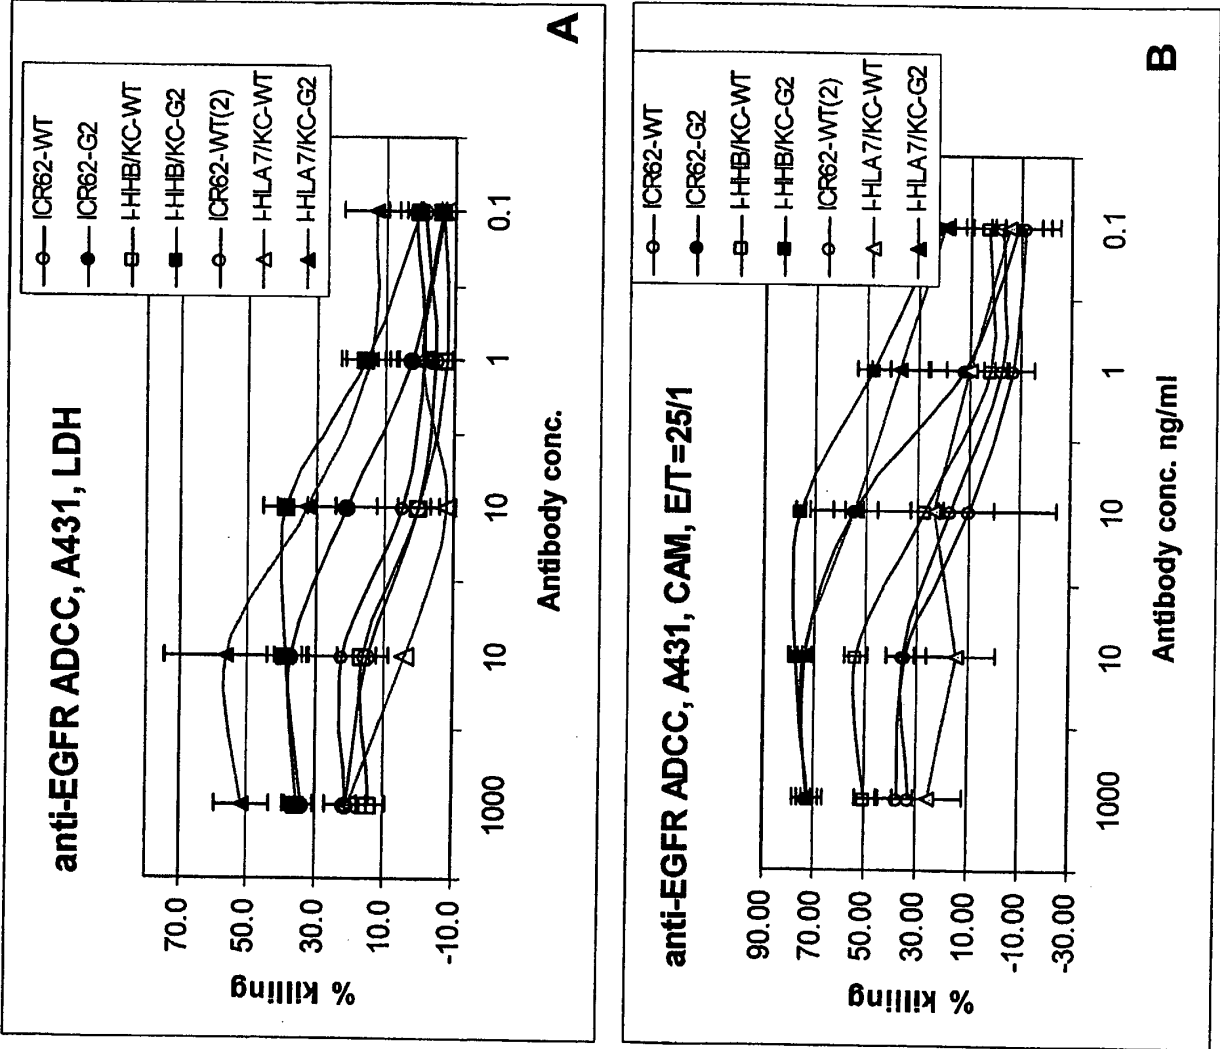 anti-EGFR ADCC, A431, LDH
% killing
70.0
50.0
30.0
10.0
-10.0
1000
10
10
1
0.1
Antibody conc.
ICR62-WT
ICR62-G2
I-HHB/KC-WT
I-HHB/KC-G2
ICR62-WT(2)
I-HLA7/KC-WT
I-HLA7/KC-G2
A
anti-EGFR ADCC, A431, CAM, E/T=25/1
% killing
90.00
70.00
50.00
30.00
10.00
-10.00
-30.00
1000
10
10
1
0.1
Antibody conc. ng/ml
ICR62-WT
ICR62-G2
I-HHB/KC-WT
I-HHB/KC-G2
ICR62-WT(2)
I-HLA7/KC-WT
I-HLA7/KC-G2
B